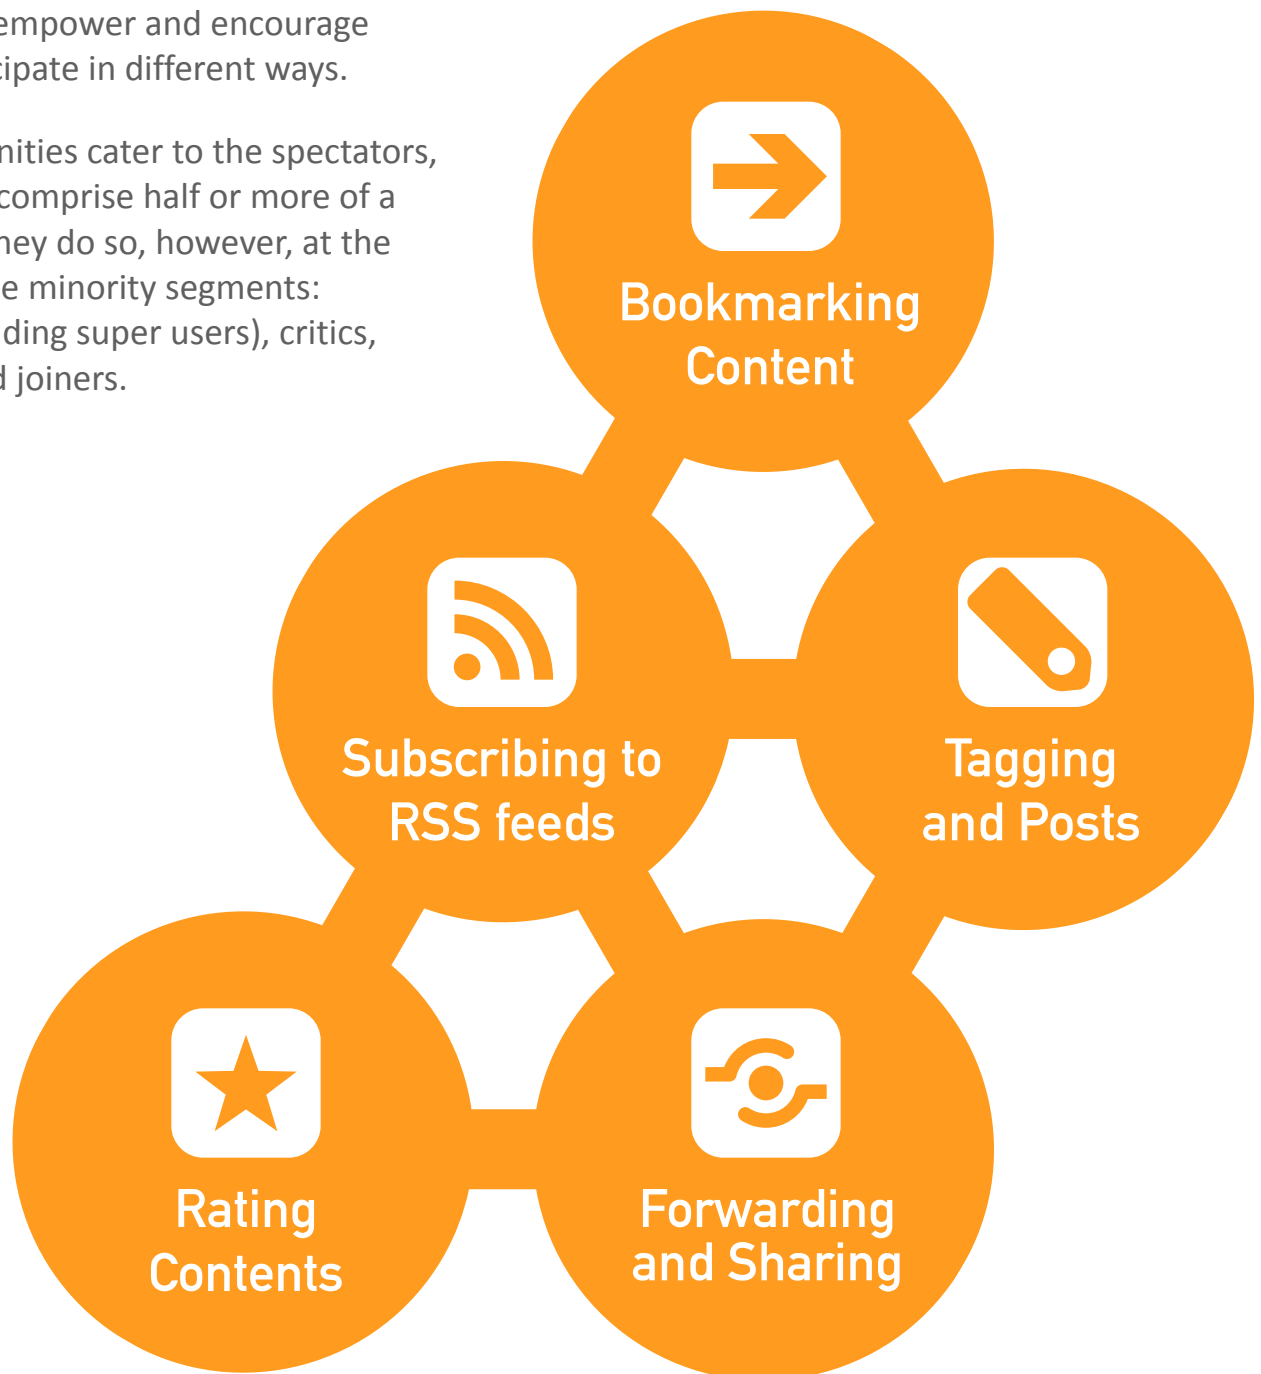 empower and encourage
cipate in different ways.
nities cater to the spectators,
comprise half or more of a
hey do so, however, at the
e minority segments:
ding super users), critics,
d joiners.
Bookmarking
Content
Subscribing to
RSS feeds
Tagging
and Posts
Rating
Contents
Forwarding
and Sharing